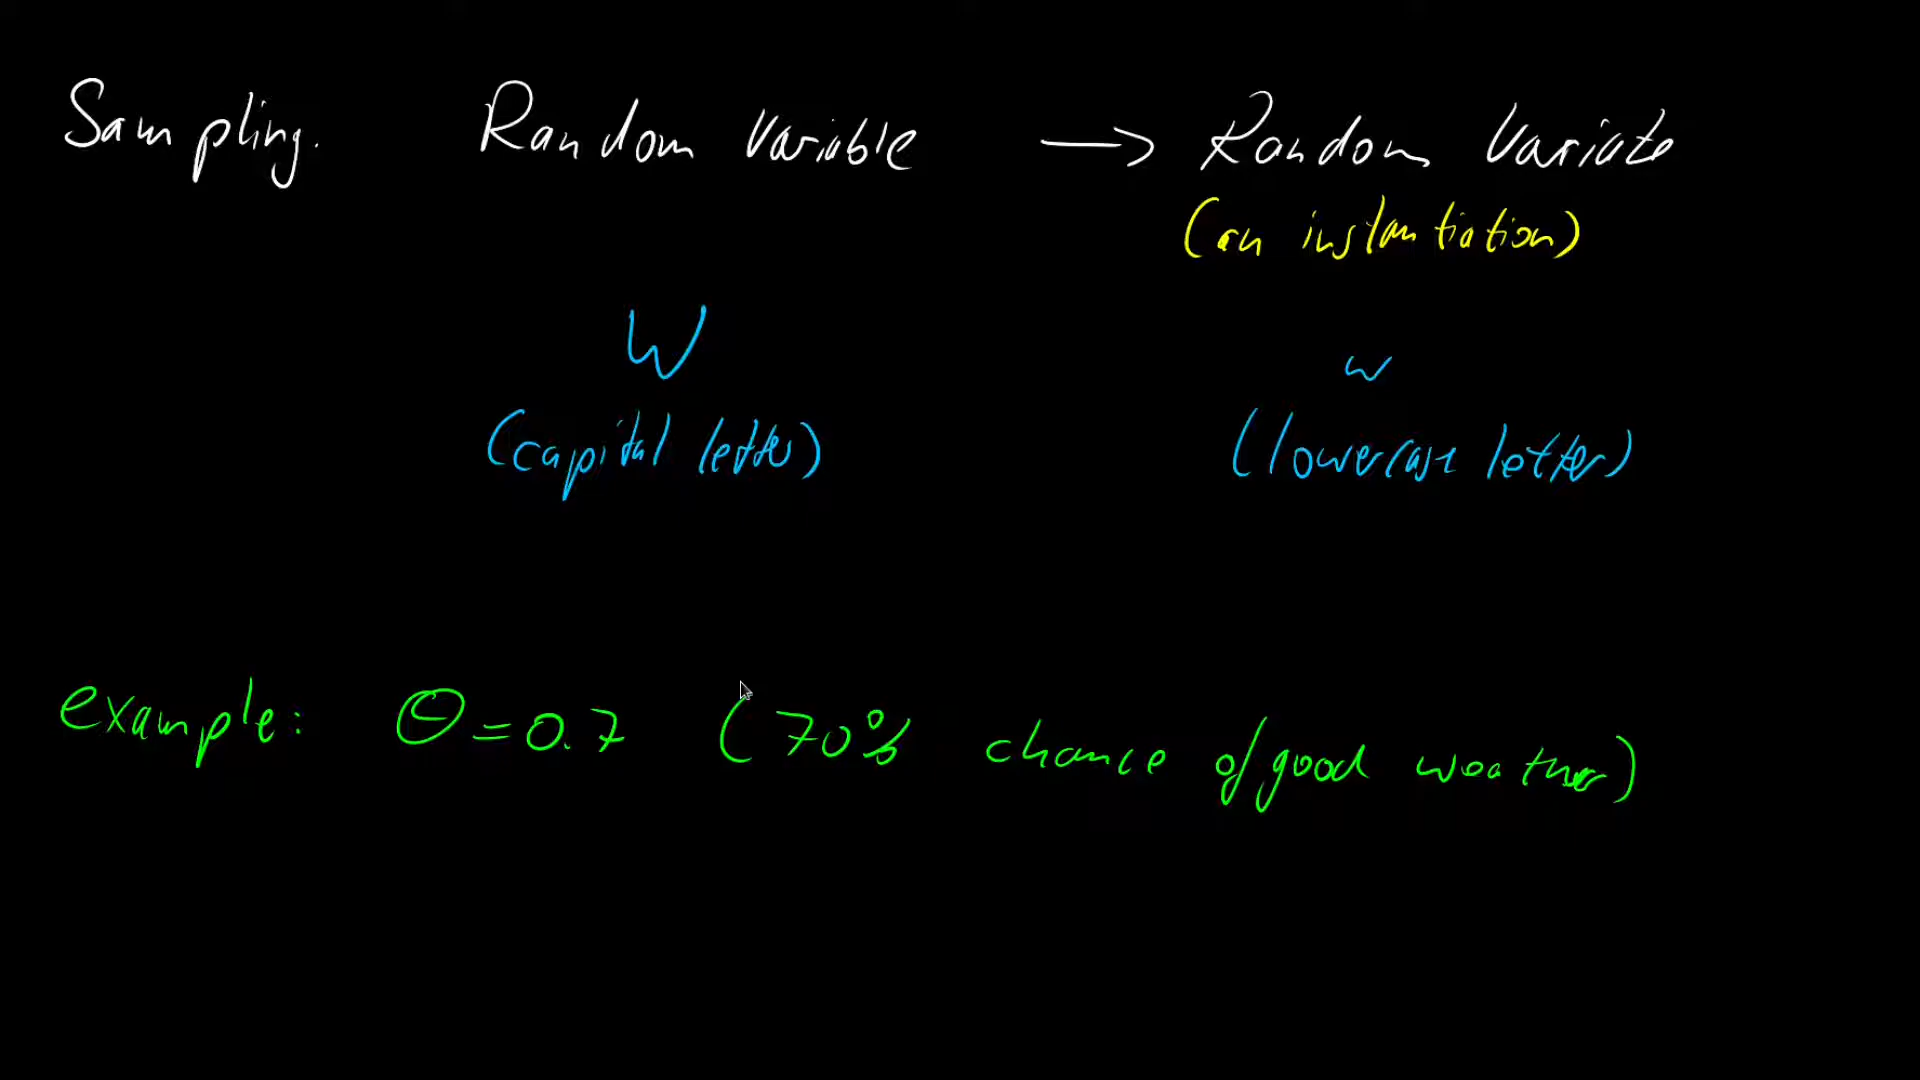 Sampling. Random Variable → Random Variate
(an instantiation)
W w
(capital letter) (lowercase letter)
example: Θ = 0.7 (70% chance of good weather)